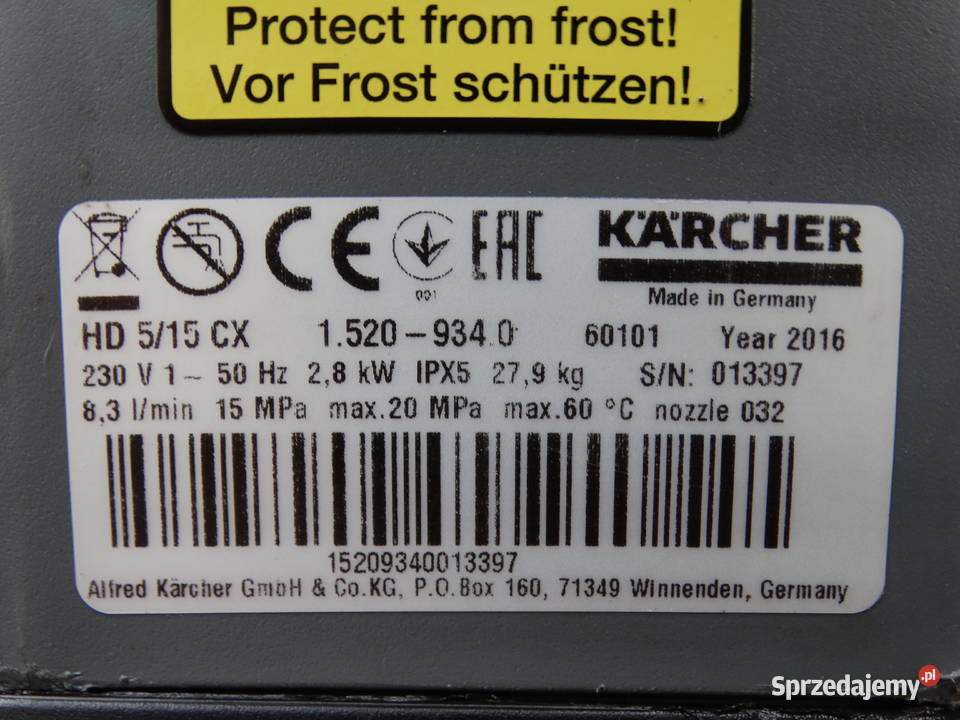 Protect from frost!
Vor Frost schützen!
CE 001 EAC KÄRCHER
Made in Germany
HD 5/15 CX 1.520-934.0 60101 Year 2016
230 V 1~ 50 Hz 2,8 kW IPX5 27,9 kg S/N: 013397
8,3 l/min 15 MPa max.20 MPa max.60 °C nozzle 032
15209340013397
Alfred Kärcher GmbH & Co.KG, P.O.Box 160, 71349 Winnenden, Germany
Sprzedajemy.pl